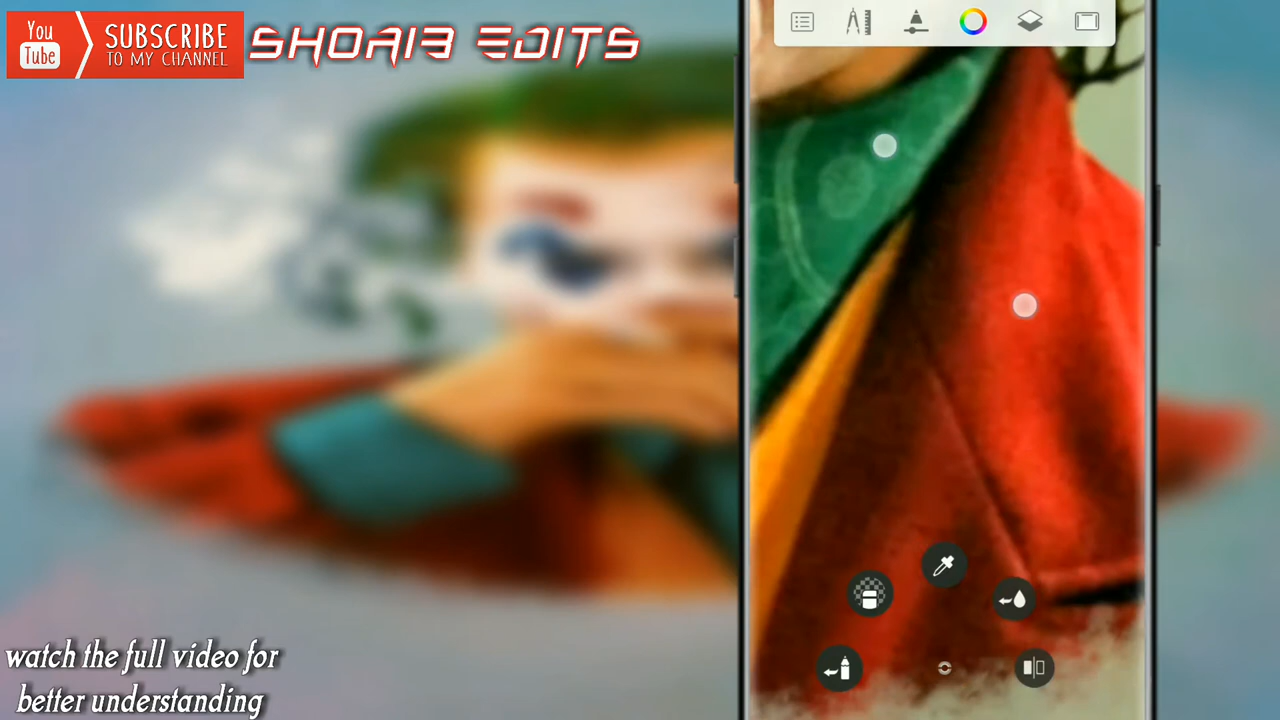 You
Tube
SUBSCRIBE
TO MY CHANNEL
SHOAIB EDITS
watch the full video for
better understanding